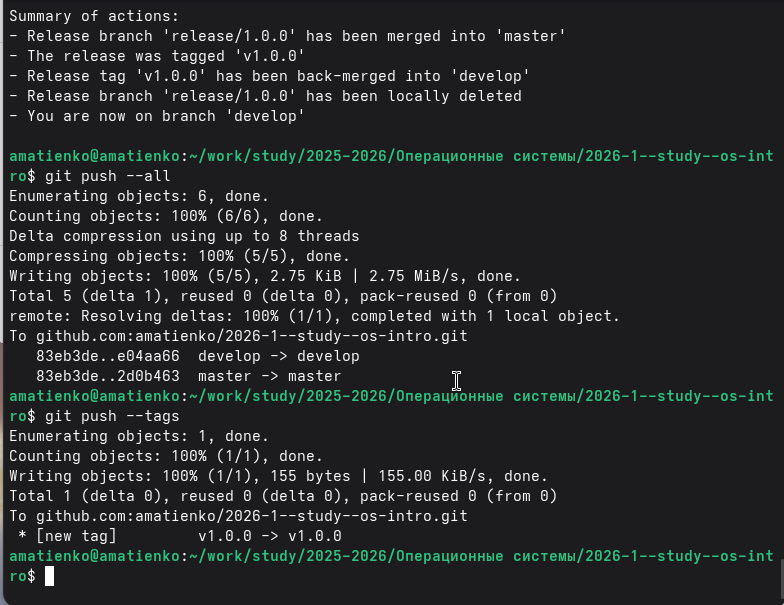 Summary of actions:
- Release branch 'release/1.0.0' has been merged into 'master'
- The release was tagged 'v1.0.0'
- Release tag 'v1.0.0' has been back-merged into 'develop'
- Release branch 'release/1.0.0' has been locally deleted
- You are now on branch 'develop'

amatienko@amatienko:~/work/study/2025-2026/Операционные системы/2026-1--study--os-int
ro$ git push --all
Enumerating objects: 6, done.
Counting objects: 100% (6/6), done.
Delta compression using up to 8 threads
Compressing objects: 100% (5/5), done.
Writing objects: 100% (5/5), 2.75 KiB | 2.75 MiB/s, done.
Total 5 (delta 1), reused 0 (delta 0), pack-reused 0 (from 0)
remote: Resolving deltas: 100% (1/1), completed with 1 local object.
To github.com:amatienko/2026-1--study--os-intro.git
   83eb3de..e04aa66  develop -> develop
   83eb3de..2d0b463  master -> master
amatienko@amatienko:~/work/study/2025-2026/Операционные системы/2026-1--study--os-int
ro$ git push --tags
Enumerating objects: 1, done.
Counting objects: 100% (1/1), done.
Writing objects: 100% (1/1), 155 bytes | 155.00 KiB/s, done.
Total 1 (delta 0), reused 0 (delta 0), pack-reused 0 (from 0)
To github.com:amatienko/2026-1--study--os-intro.git
 * [new tag]         v1.0.0 -> v1.0.0
amatienko@amatienko:~/work/study/2025-2026/Операционные системы/2026-1--study--os-int
ro$